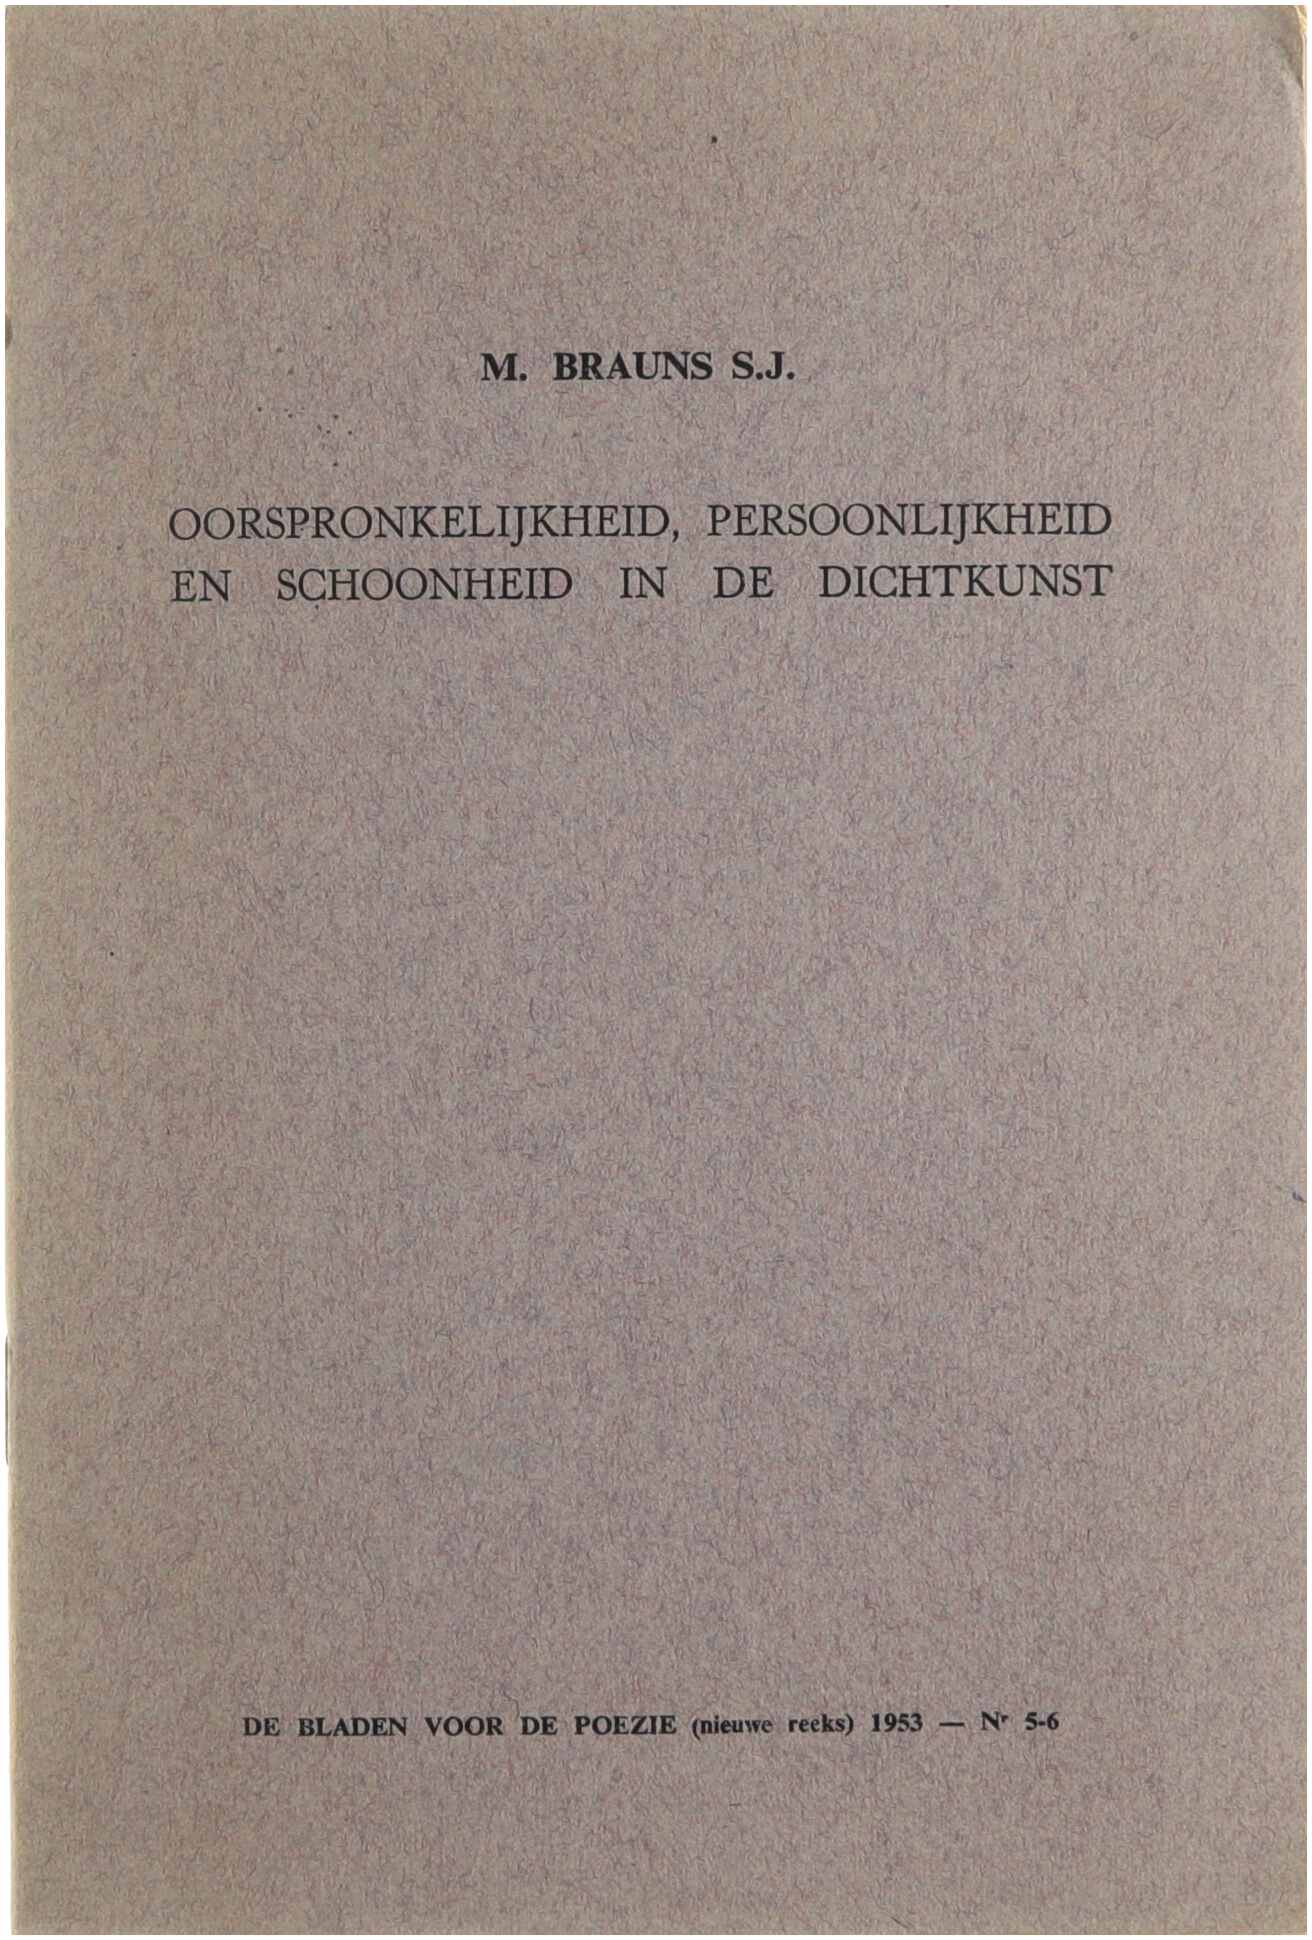 M. BRAUNS S.J.
OORSPRONKELIJKHEID, PERSOONLIJKHEID
EN SCHOONHEID IN DE DICHTKUNST
DE BLADEN VOOR DE POEZIE (nieuwe reeks) 1953 — Nr 5-6